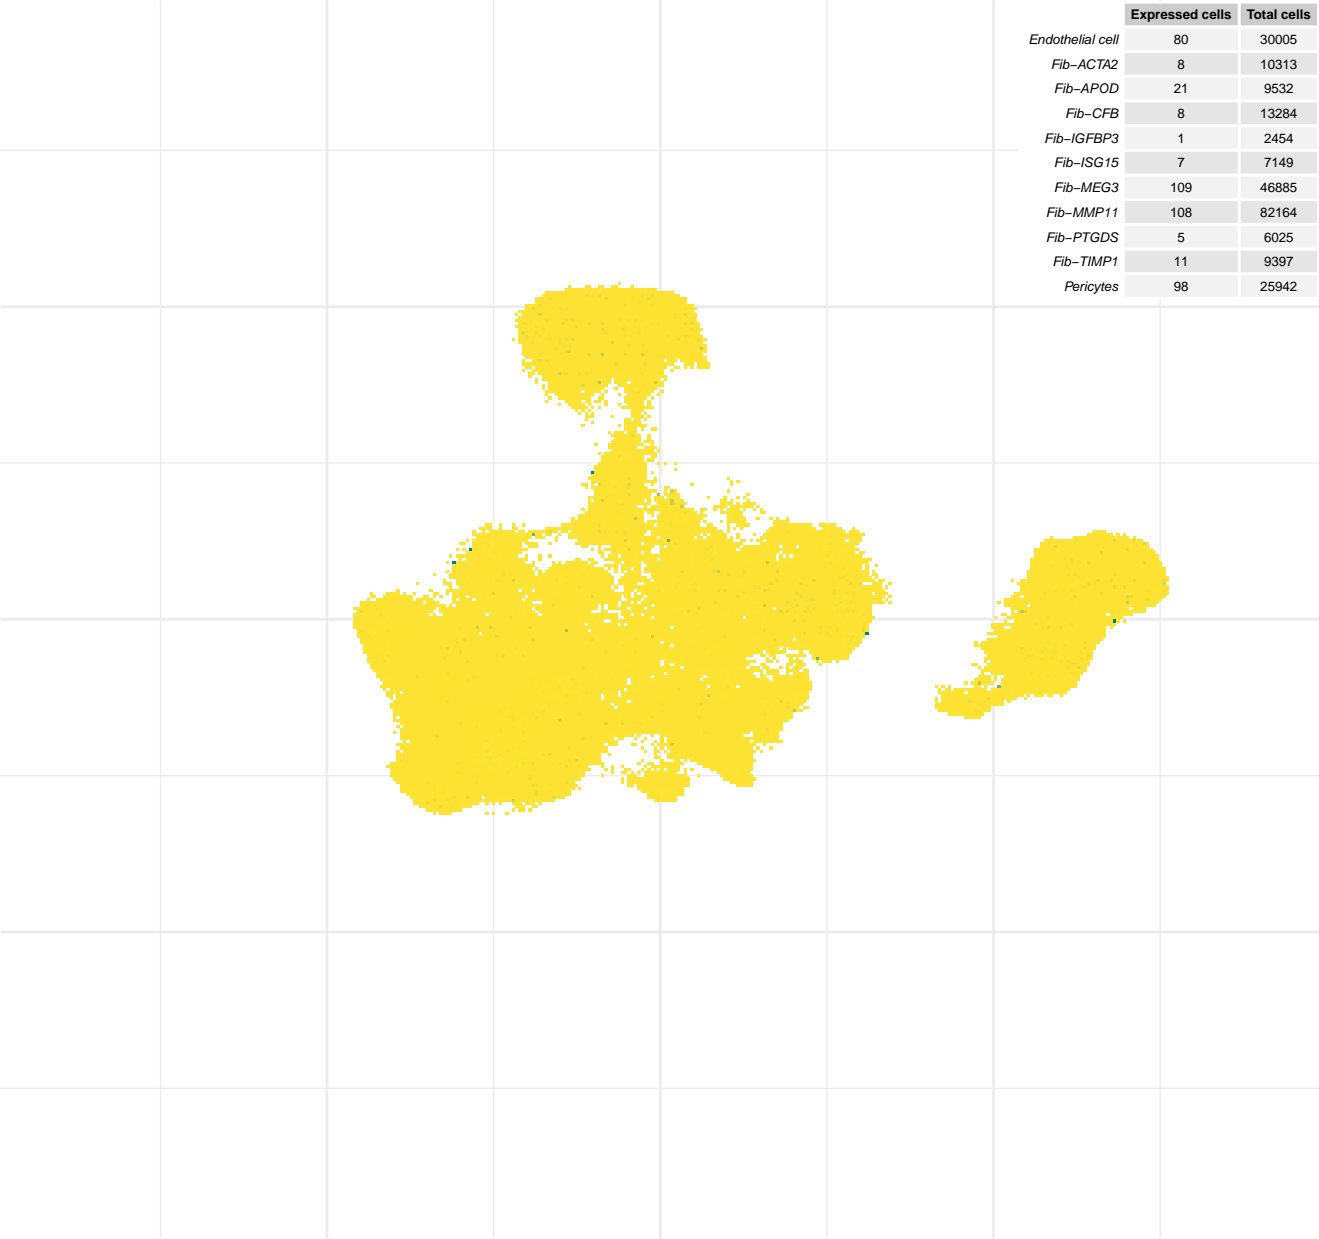 Expressed cells Total cells
Endothelial cell 80 30005
Fib−ACTA2 8 10313
Fib−APOD 21 9532
Fib−CFB 8 13284
Fib−IGFBP3 1 2454
Fib−ISG15 7 7149
Fib−MEG3 109 46885
Fib−MMP11 108 82164
Fib−PTGDS 5 6025
Fib−TIMP1 11 9397
Pericytes 98 25942